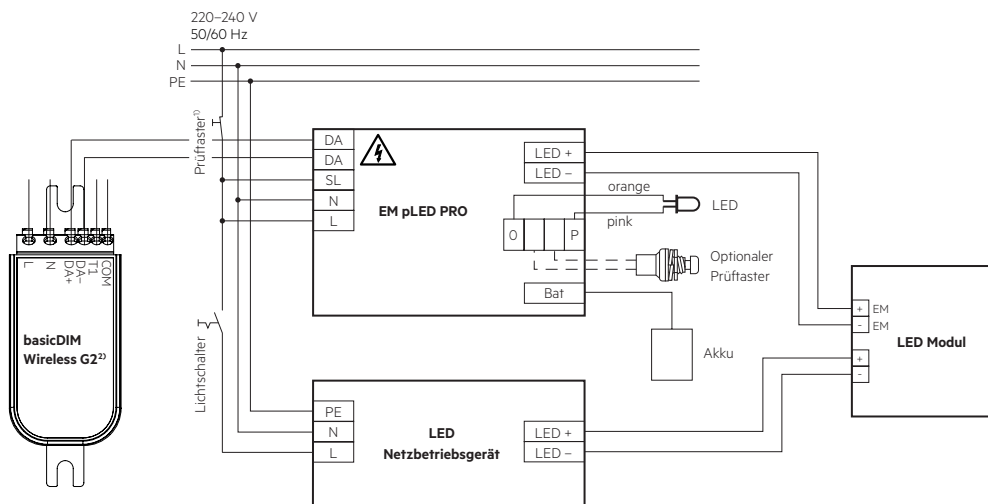 220–240 V
50/60 Hz
L
N
PE
Prüftaster¹⁾
DA
DA
SL
N
L
EM pLED PRO
LED +
LED –
orange
pink
LED
O
P
Optionaler
Prüftaster
Bat
Akku
L
N
DA+
DA-
T1
COM
basicDIM
Wireless G2²⁾
Lichtschalter
PE
N
L
LED
Netzbetriebsgerät
LED +
LED –
+ EM
- EM
+
-
LED Modul